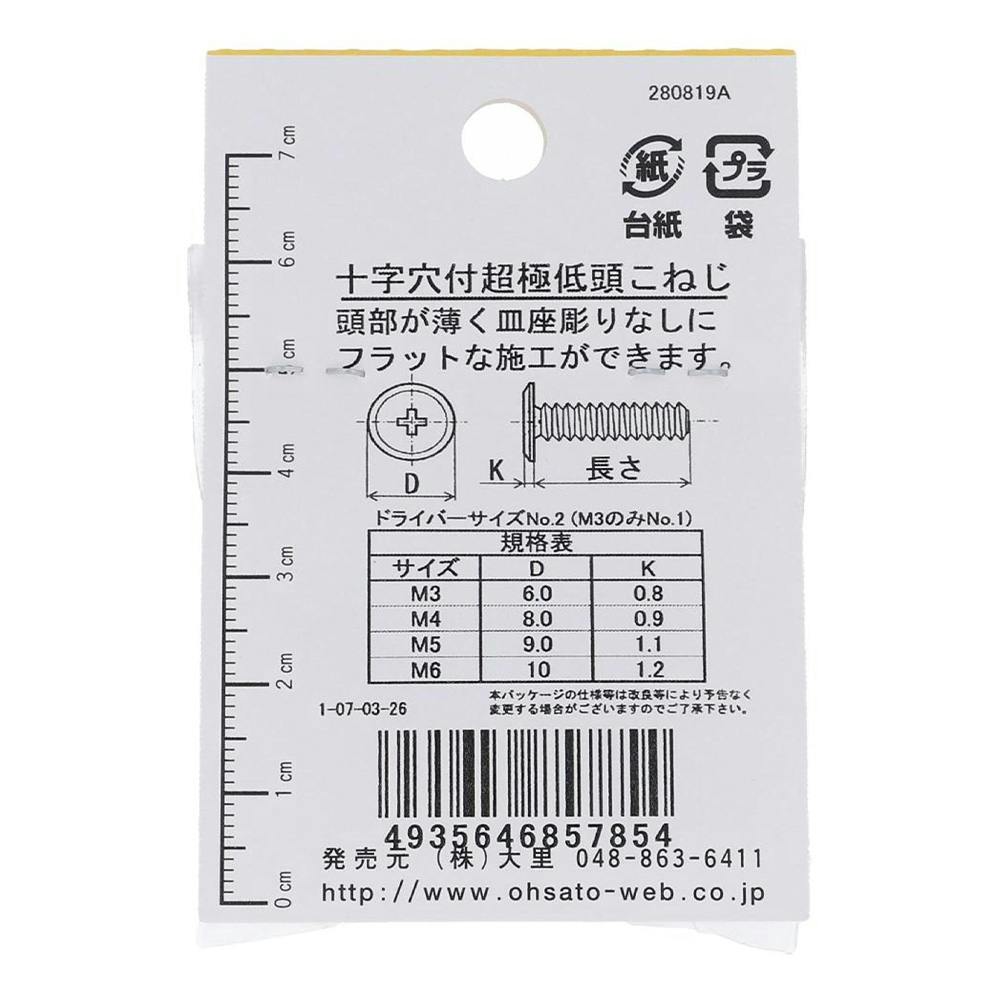 280819A
紙
プラ
台紙
袋
7 cm
6 cm
cm
4 cm
3 cm
2 cm
1 cm
0 cm
十字穴付超極低頭こねじ
頭部が薄く皿座彫りなしに
フラットな施工ができます。
D
K
長さ
ドライバーサイズNo.2 (M3のみNo.1)
規格表
サイズ D K
M3 6.0 0.8
M4 8.0 0.9
M5 9.0 1.1
M6 10 1.2
1-07-03-26
本パッケージの仕様等は改良等により予告なく
変更する場合がございますのでご了承下さい。
4935646857854
発売元 (株)大里 048-863-6411
http://www.ohsato-web.co.jp